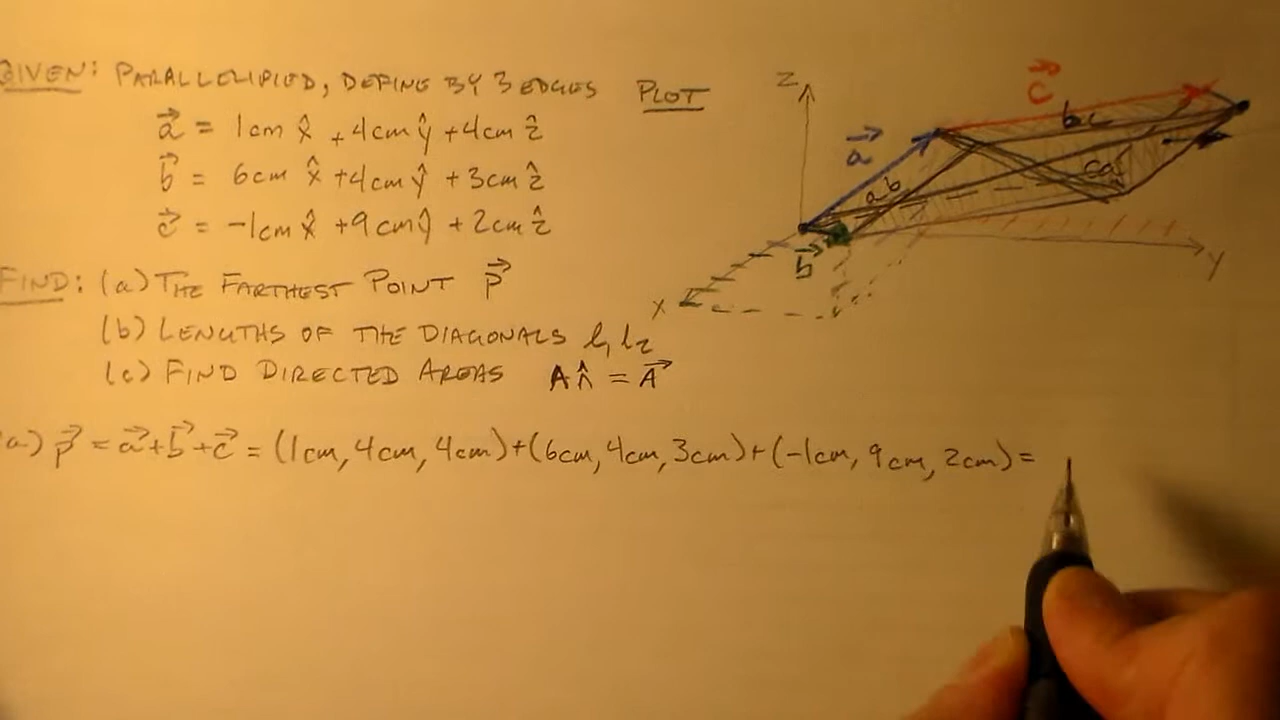 GIVEN: PARALLELIPIED, DEFINE BY 3 EDGES PLOT
a⃗ = 1cm x̂ + 4cm ŷ + 4cm ẑ
b⃗ = 6cm x̂ + 4cm ŷ + 3cm ẑ
c⃗ = -1cm x̂ + 9cm ŷ + 2cm ẑ
FIND: (a) THE FARTHEST POINT P⃗
(b) LENGTHS OF THE DIAGONALS l1 l2
(c) FIND DIRECTED AREAS A n̂ = A⃗
a) P⃗ = a⃗ + b⃗ + c⃗ = (1cm, 4cm, 4cm) + (6cm, 4cm, 3cm) + (-1cm, 9cm, 2cm) =
Z
c⃗
bc
a⃗
ab
ca
b⃗
X
Y